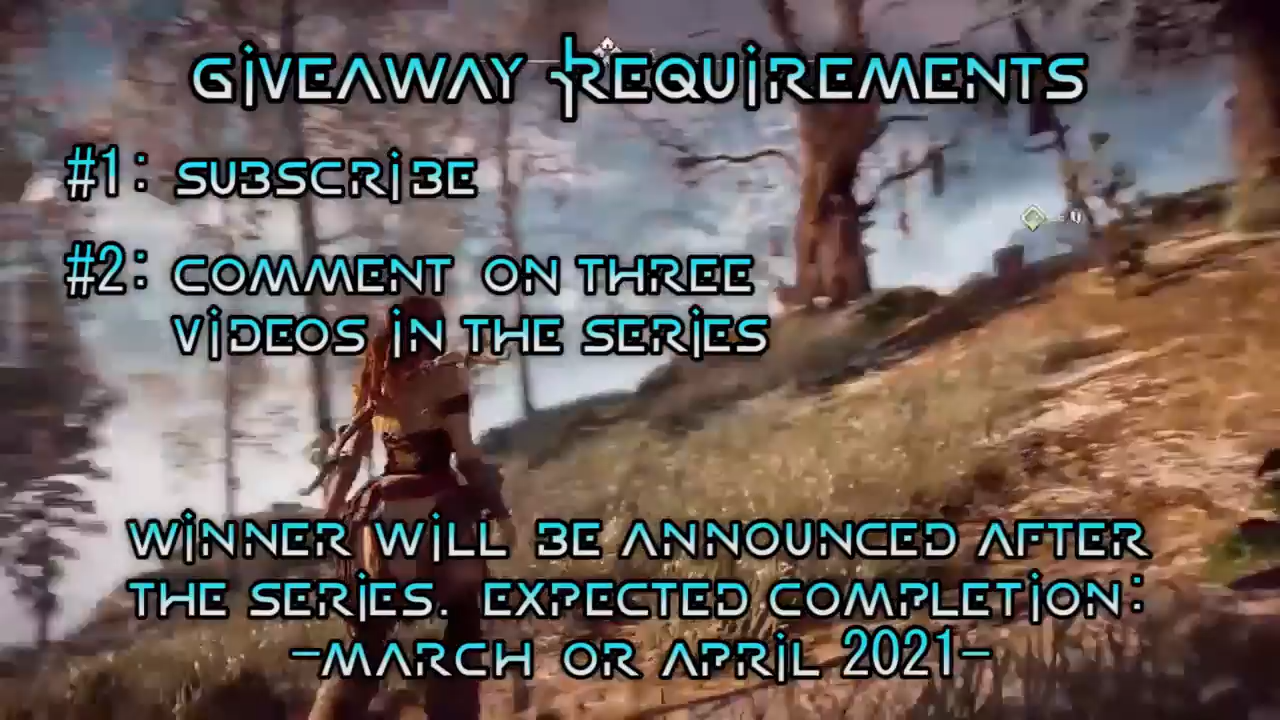 GIVEAWAY REQUIREMENTS
#1: SUBSCRIBE
#2: COMMENT ON THREE
VIDEOS IN THE SERIES
WINNER WILL BE ANNOUNCED AFTER
THE SERIES. EXPECTED COMPLETION:
-MARCH OR APRIL 2021-